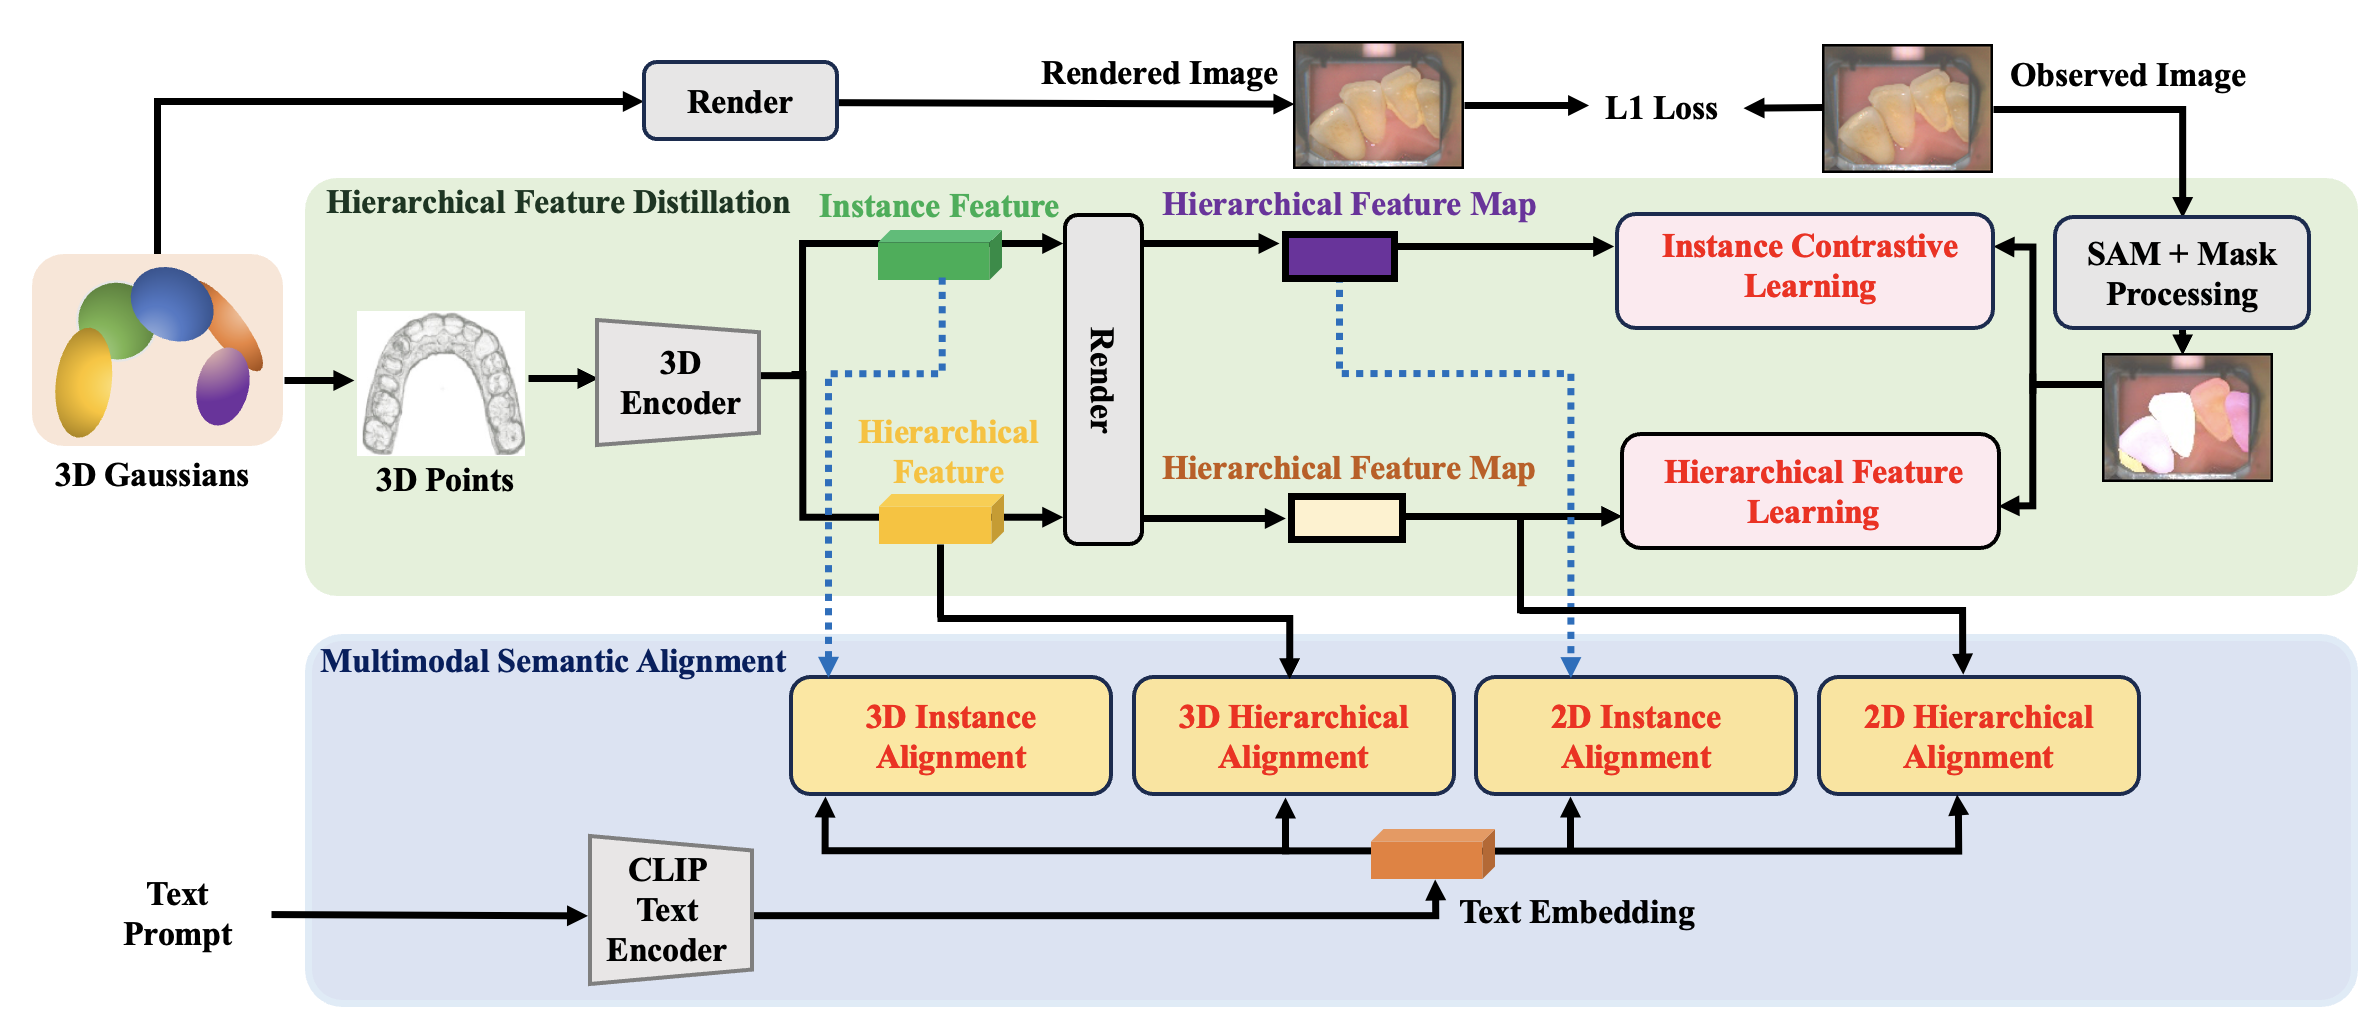 Render
Rendered Image
L1 Loss
Observed Image
Hierarchical Feature Distillation
Instance Feature
Hierarchical Feature Map
Instance Contrastive
Learning
SAM + Mask
Processing
3D Gaussians
3D Points
3D
Encoder
Hierarchical
Feature
Render
Hierarchical Feature Map
Hierarchical Feature
Learning
Multimodal Semantic Alignment
3D Instance
Alignment
3D Hierarchical
Alignment
2D Instance
Alignment
2D Hierarchical
Alignment
Text
Prompt
CLIP
Text
Encoder
Text Embedding